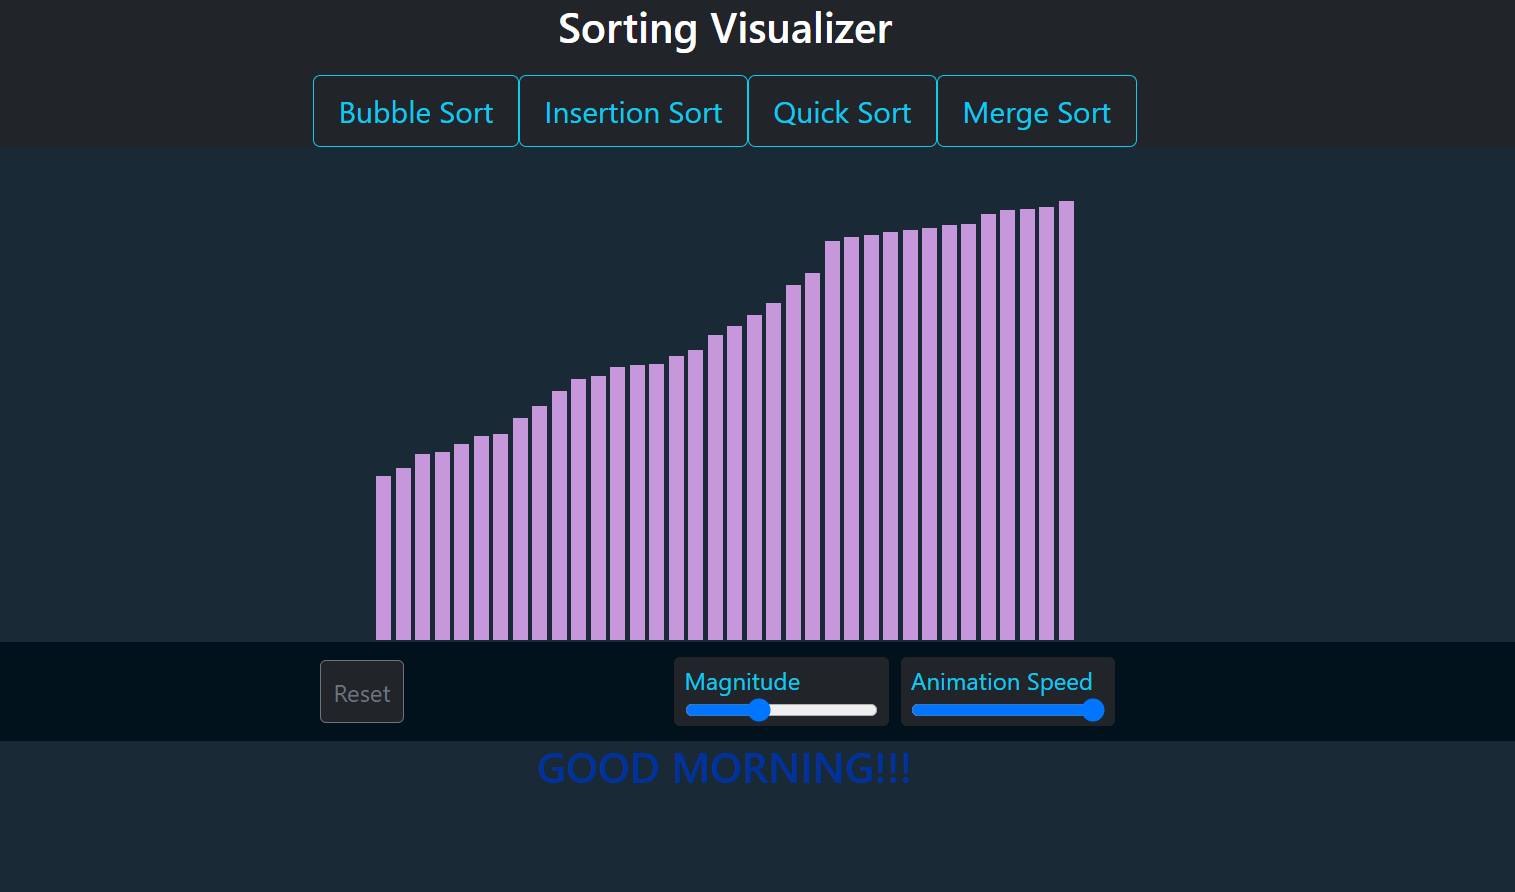 Sorting Visualizer
Bubble Sort Insertion Sort Quick Sort Merge Sort
Reset Magnitude Animation Speed
GOOD MORNING!!!